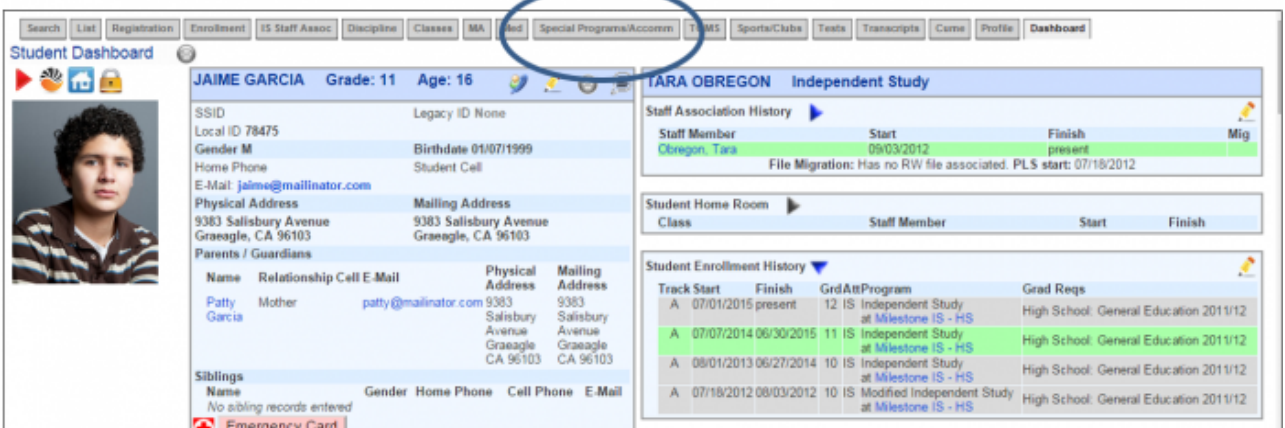 Search List Registration Enrollment IS Staff Assoc Discipline Classes MA Med Special Programs/Accomm TOMS Sports/Clubs Tests Transcripts Cume Profile Dashboard
Student Dashboard
JAIME GARCIA Grade: 11 Age: 16
SSID Legacy ID None
Local ID 78475
Gender M Birthdate 01/07/1999
Home Phone Student Cell
E-Mail: jaime@mailinator.com
Physical Address Mailing Address
9383 Salisbury Avenue 9383 Salisbury Avenue
Graeagle, CA 96103 Graeagle, CA 96103
Parents / Guardians
Name Relationship Cell E-Mail Physical Address Mailing Address
Patty Garcia Mother patty@mailinator.com 9383 Salisbury Avenue Graeagle CA 96103 9383 Salisbury Avenue Graeagle CA 96103
Siblings
Name Gender Home Phone Cell Phone E-Mail
No sibling records entered
Emergency Card
TARA OBREGON Independent Study
Staff Association History
Staff Member Start Finish Mig
Obregon, Tara 09/03/2012 present
File Migration: Has no RW file associated. PLS start: 07/18/2012
Student Home Room
Class Staff Member Start Finish
Student Enrollment History
Track Start Finish Grd Att Program Grad Reqs
A 07/01/2015 present 12 IS Independent Study at Milestone IS - HS High School: General Education 2011/12
A 07/07/2014 06/30/2015 11 IS Independent Study at Milestone IS - HS High School: General Education 2011/12
A 08/01/2013 06/27/2014 10 IS Independent Study at Milestone IS - HS High School: General Education 2011/12
A 07/18/2012 08/03/2012 10 IS Modified Independent Study at Milestone IS - HS High School: General Education 2011/12